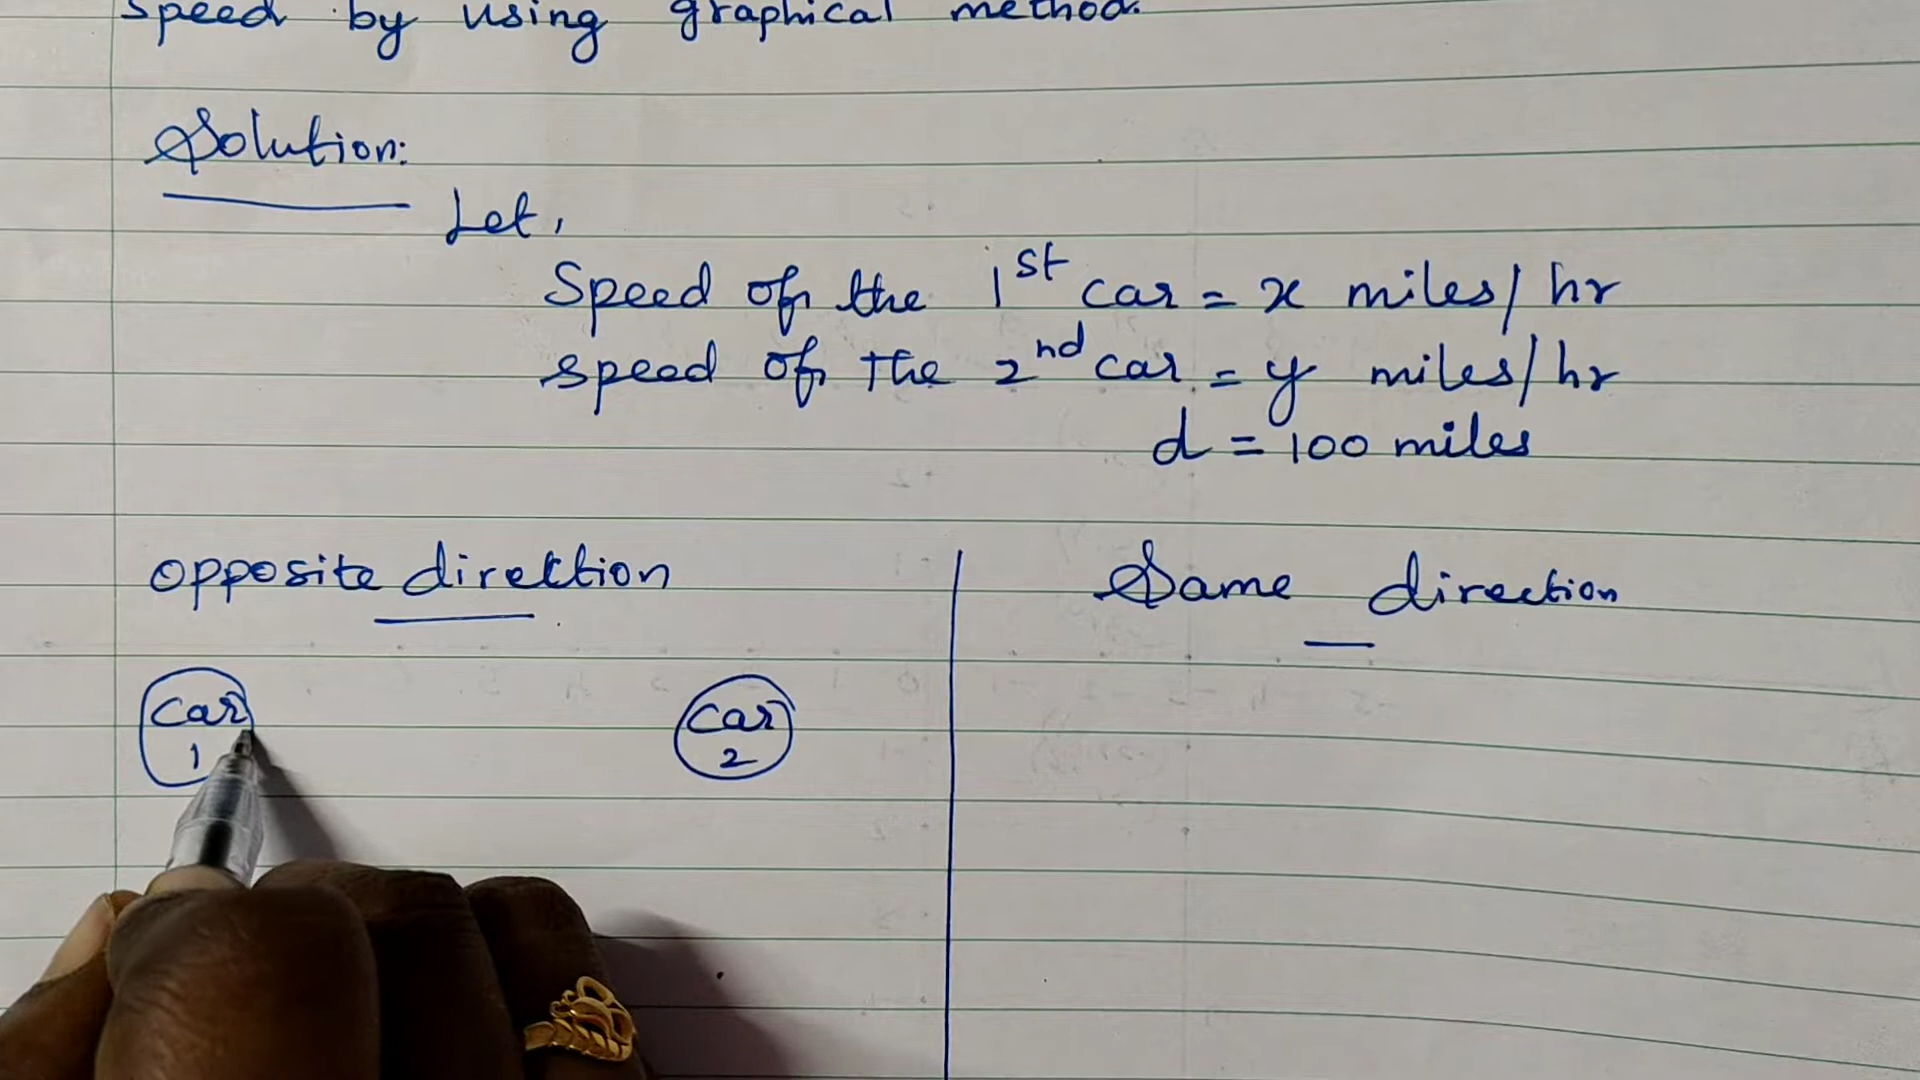 speed by using graphical method.
Solution:
Let,
Speed of the 1st car = x miles/hr
speed of the 2nd car = y miles/hr
d = 100 miles
opposite direction
Same direction
car
1
car
2